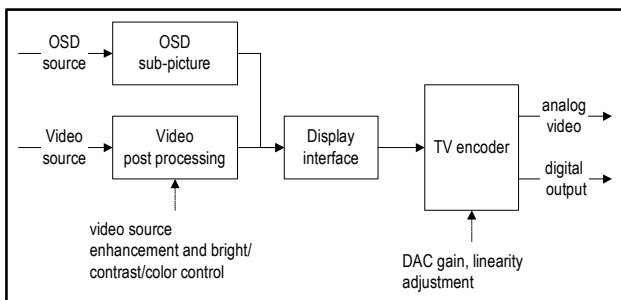 OSD
source
OSD
sub-picture
Video
source
Video
post processing
Display
interface
TV encoder
analog
video
digital
output
video source
enhancement and bright/
contrast/color control
DAC gain, linearity
adjustment